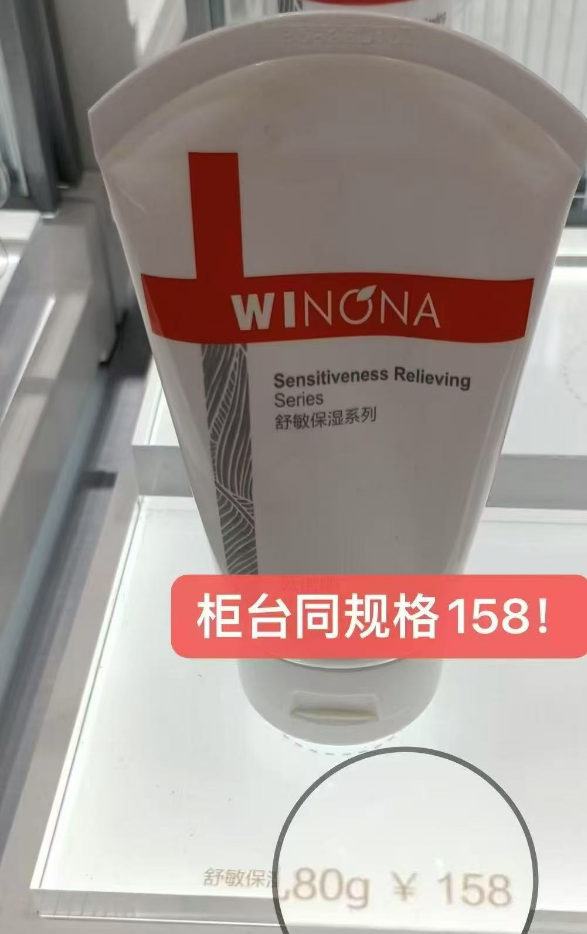 WINONA
Sensitiveness Relieving
Series
舒敏保湿系列
柜台同规格158！
舒敏保湿
80g ¥ 158